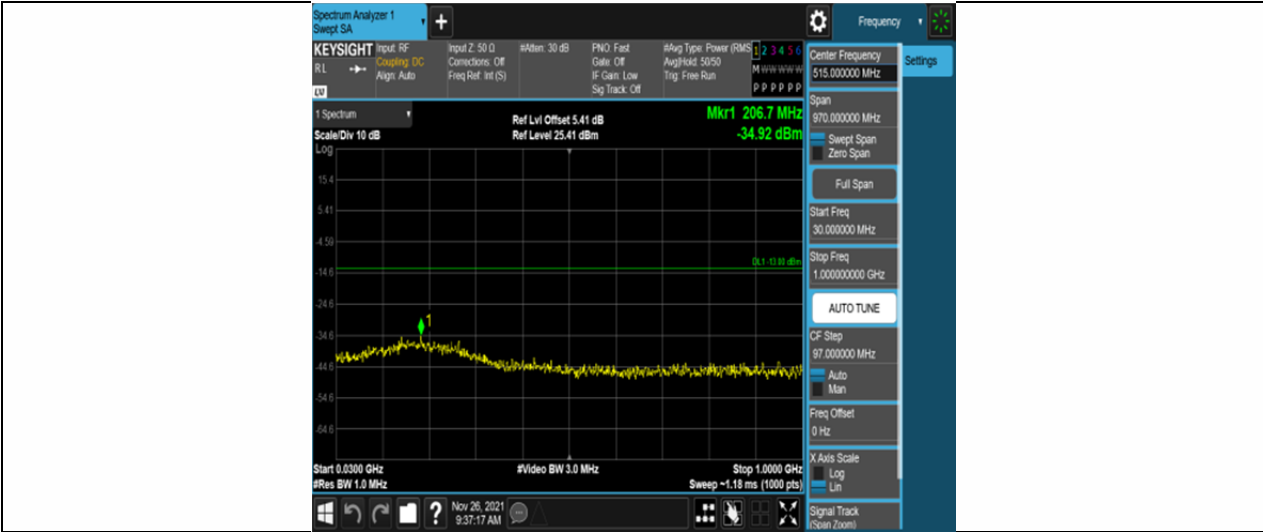 Spectrum Analyzer 1
Swept SA
+
Frequency
KEYSIGHT
Input: RF
Coupling: DC
Align: Auto
Input Z: 50 Ω
Corrections: Off
Freq Ref: Int (S)
#Atten: 30 dB
PNO: Fast
Gate: Off
IF Gain: Low
Sig Track: Off
#Avg Type: Power (RMS
Avg|Hold: 50/50
Trig: Free Run
1 2 3 4 5 6
M W W W W W
P P P P P P
RL
LV
Center Frequency
515.000000 MHz
Settings
Span
970.000000 MHz
Swept Span
Zero Span
Full Span
Start Freq
30.000000 MHz
Stop Freq
1.000000000 GHz
AUTO TUNE
CF Step
97.000000 MHz
Auto
Man
Freq Offset
0 Hz
X Axis Scale
Log
Lin
Signal Track
(Span Zoom)
1 Spectrum
Scale/Div 10 dB
Ref Lvl Offset 5.41 dB
Ref Level 25.41 dBm
Mkr1 206.7 MHz
-34.92 dBm
Log
15.4
5.41
-4.59
DL1 -13.00 dBm
-14.6
-24.6
1
-34.6
-44.6
-54.6
-64.6
Start 0.0300 GHz
#Video BW 3.0 MHz
Stop 1.0000 GHz
#Res BW 1.0 MHz
Sweep ~1.18 ms (1000 pts)
?
Nov 26, 2021
9:37:17 AM